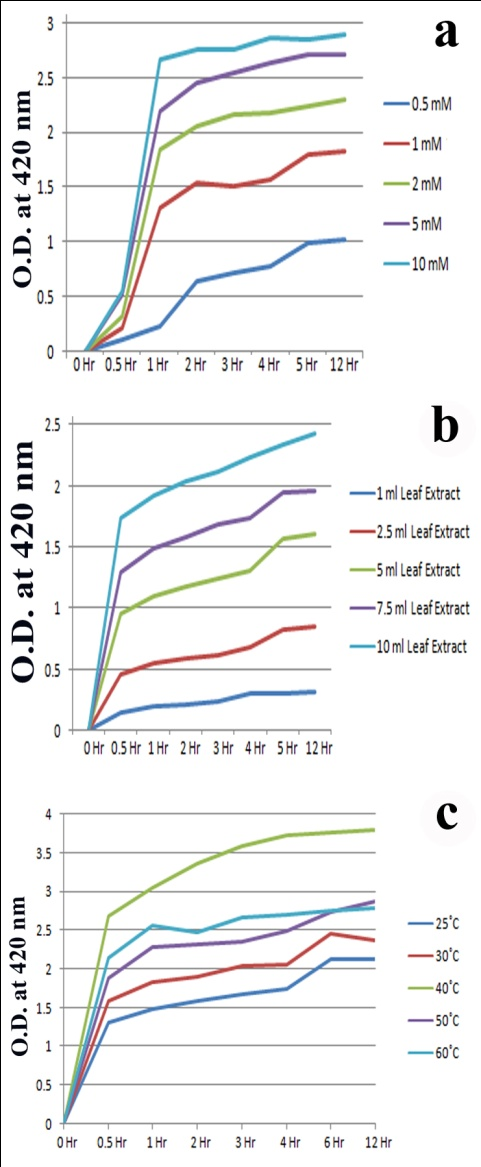 a
O.D. at 420 nm
3
2.5
2
1.5
1
0.5
0
0 Hr 0.5 Hr 1 Hr 2 Hr 3 Hr 4 Hr 5 Hr 12 Hr
0.5 mM
1 mM
2 mM
5 mM
10 mM
b
O.D. at 420 nm
2.5
2
1.5
1
0.5
0
0 Hr 0.5 Hr 1 Hr 2 Hr 3 Hr 4 Hr 5 Hr 12 Hr
1 ml Leaf Extract
2.5 ml Leaf Extract
5 ml Leaf Extract
7.5 ml Leaf Extract
10 ml Leaf Extract
c
O.D. at 420 nm
4
3.5
3
2.5
2
1.5
1
0.5
0
0 Hr 0.5 Hr 1 Hr 2 Hr 3 Hr 4 Hr 6 Hr 12 Hr
25˚C
30˚C
40˚C
50˚C
60˚C